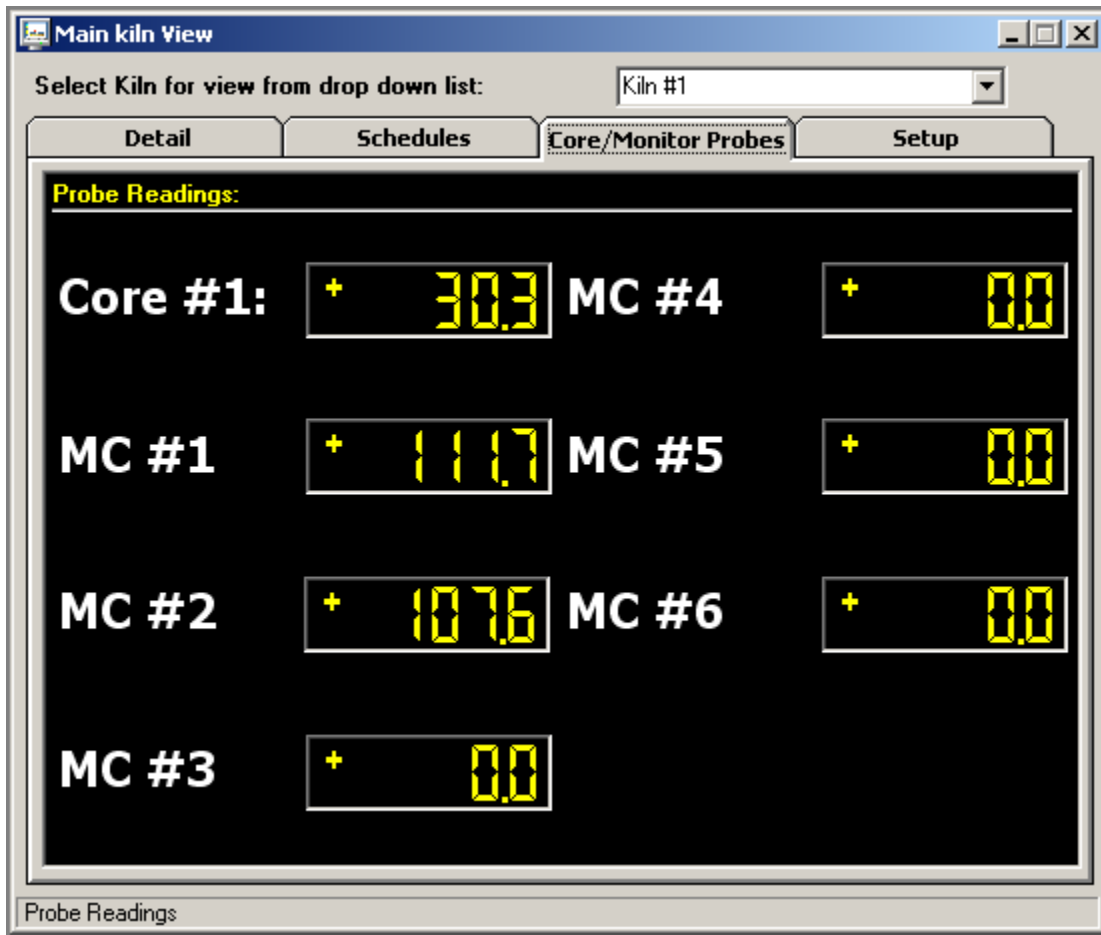 Main kiln View
Select Kiln for view from drop down list: Kiln #1
Detail Schedules Core/Monitor Probes Setup
Probe Readings:
Core #1: + 30.3 MC #4 + 0.0
MC #1 + 111.7 MC #5 + 0.0
MC #2 + 107.6 MC #6 + 0.0
MC #3 + 0.0
Probe Readings